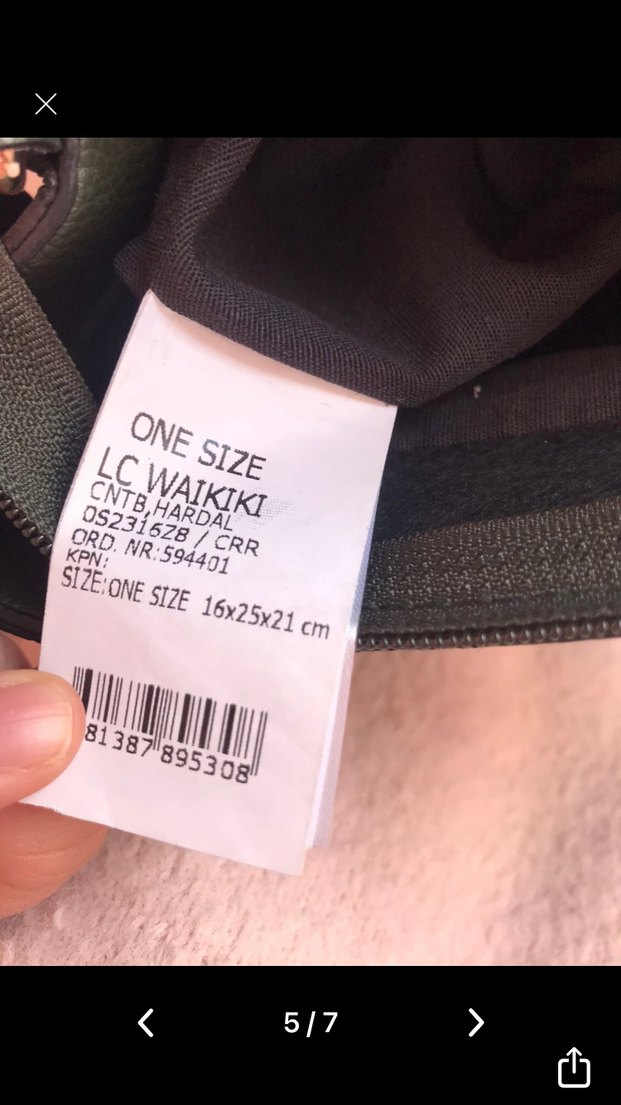 ONE SIZE
LC WAIKIKI
CNTB,HARDAL
OS2316Z8 / CRR
ORD. NR:594401
KPN:
SIZE:ONE SIZE 16x25x21 cm
81387 895308
5/7